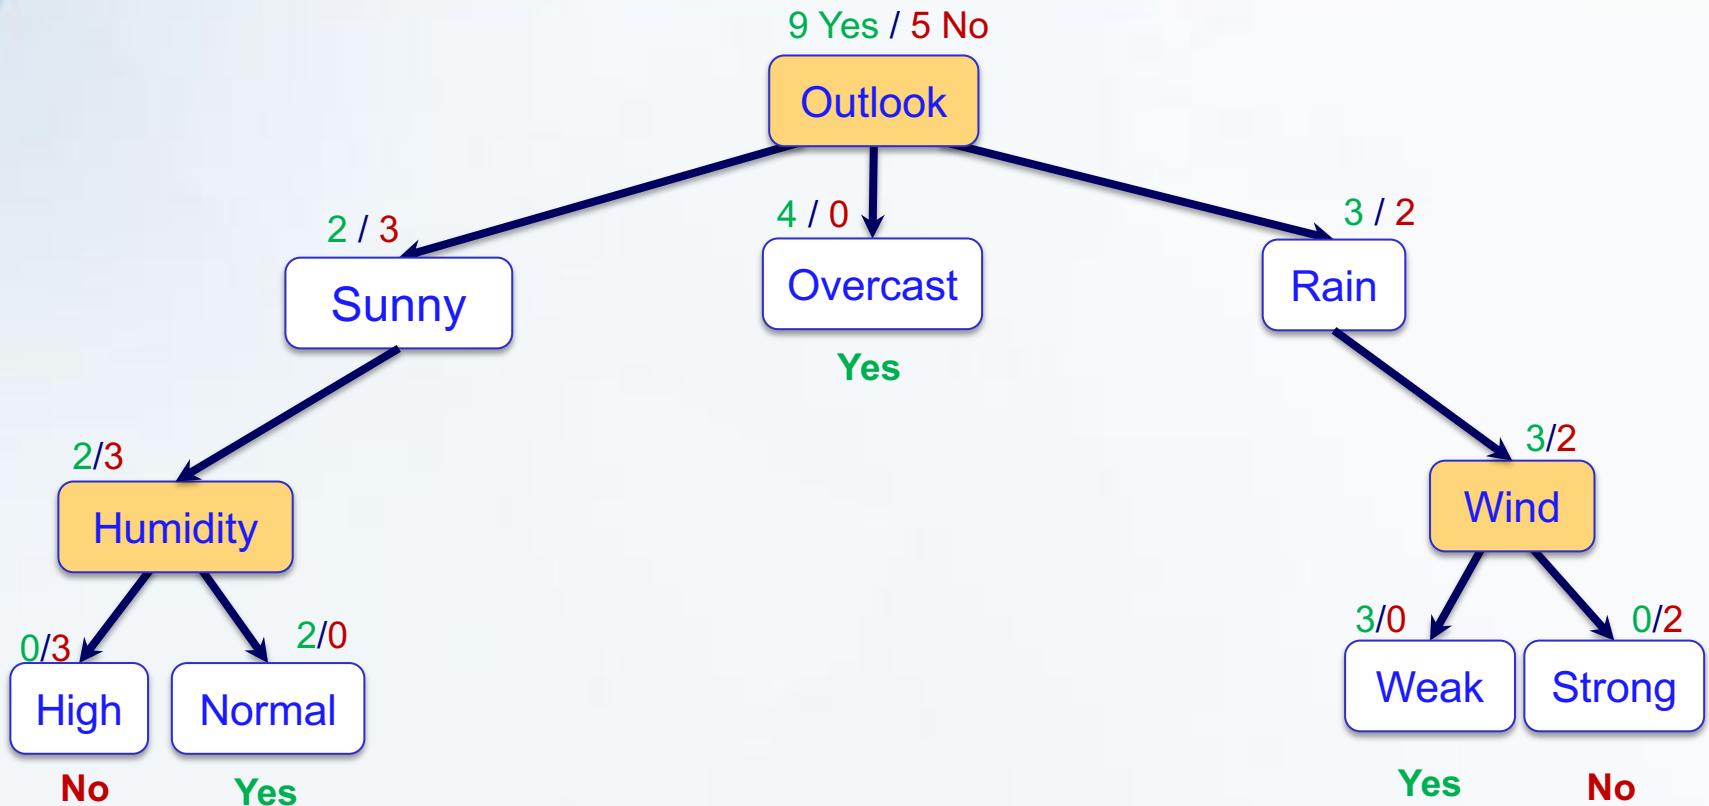 9 Yes / 5 No
Outlook
2 / 3
4 / 0
3 / 2
Sunny
Overcast
Rain
Yes
2/3
3/2
Humidity
Wind
0/3
2/0
3/0
0/2
High
Normal
Weak
Strong
No
Yes
Yes
No